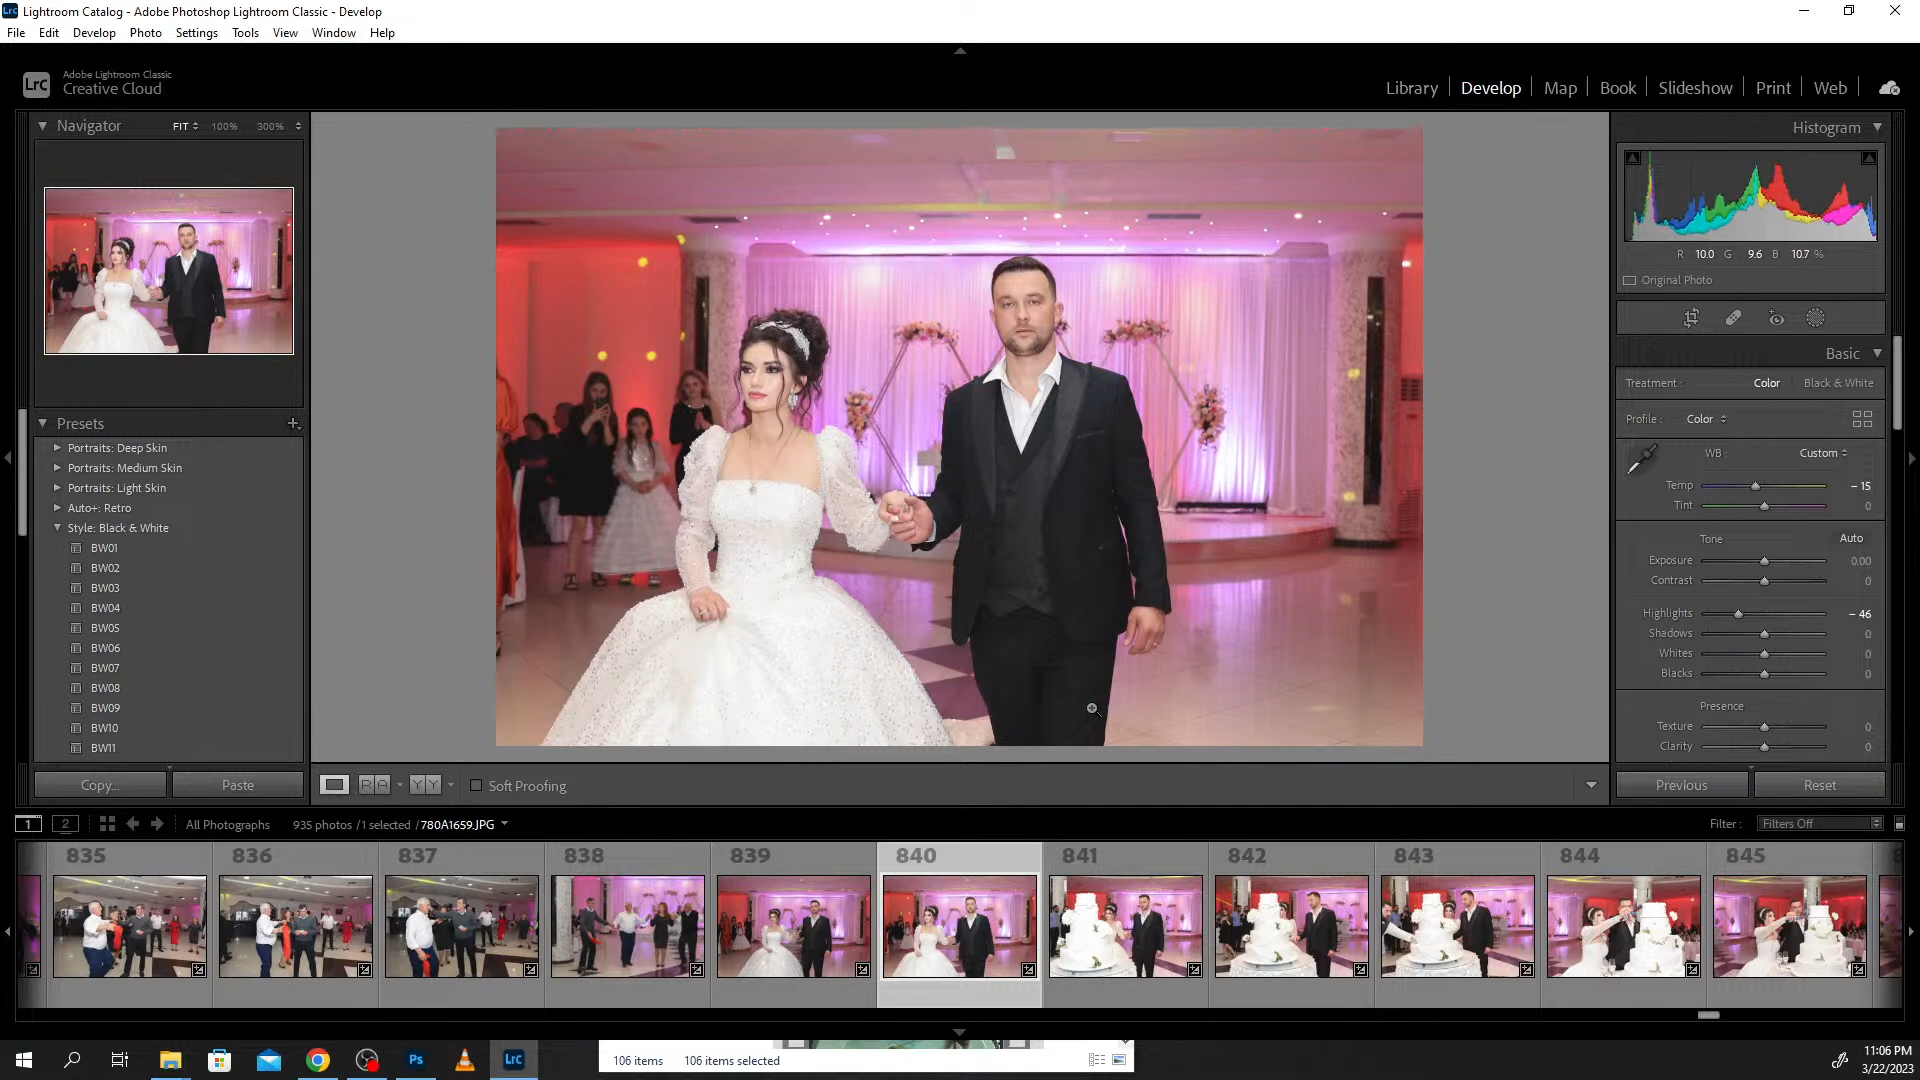 Lightroom Catalog - Adobe Photoshop Lightroom Classic - Develop
File Edit Develop Photo Settings Tools View Window Help
Adobe Lightroom Classic
Creative Cloud
Library Develop Map Book Slideshow Print Web
Navigator FIT 100% 300%
Histogram
R 10.0 G 9.6 B 10.7 %
Original Photo
Basic
Treatment : Color Black & White
Profile : Color
WB : Custom
Temp - 15
Tint 0
Tone Auto
Exposure 0.00
Contrast 0
Highlights - 46
Shadows 0
Whites 0
Blacks 0
Presence
Texture 0
Clarity 0
Previous Reset
Presets
Portraits: Deep Skin
Portraits: Medium Skin
Portraits: Light Skin
Auto+: Retro
Style: Black & White
BW01
BW02
BW03
BW04
BW05
BW06
BW07
BW08
BW09
BW10
BW11
Copy... Paste
R A Y Y Soft Proofing
1 2 All Photographs 935 photos / 1 selected / 780A1659.JPG
Filter : Filters Off
835 836 837 838 839 840 841 842 843 844 845
Ps LrC
106 items 106 items selected
11:06 PM
3/22/2023